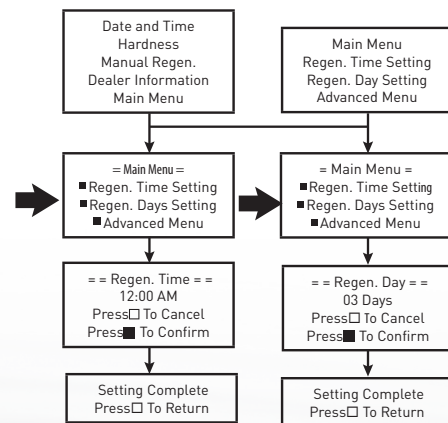 Date and Time
Hardness
Manual Regen.
Dealer Information
Main Menu
Main Menu
Regen. Time Setting
Regen. Day Setting
Advanced Menu
= Main Menu =
■Regen. Time Setting
■Regen. Days Setting
■Advanced Menu
= Main Menu =
■Regen. Time Setting
■Regen. Days Setting
■Advanced Menu
= = Regen. Time = =
12:00 AM
Press□ To Cancel
Press■ To Confirm
= = Regen. Day = =
03 Days
Press□ To Cancel
Press■ To Confirm
Setting Complete
Press□ To Return
Setting Complete
Press□ To Return